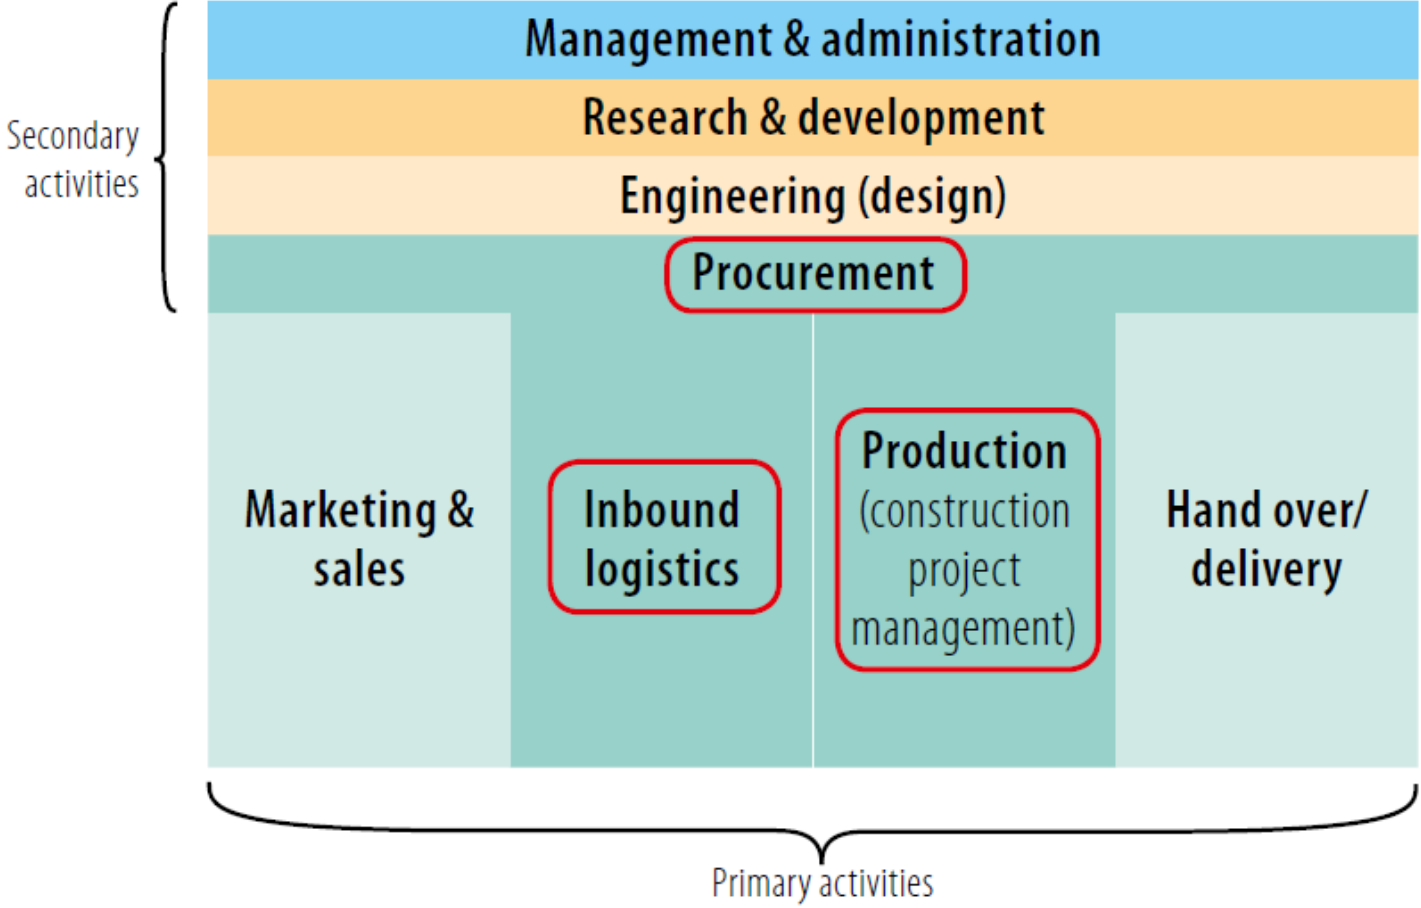 Management & administration
Research & development
Secondary
activities
Engineering (design)
Procurement
Marketing &
sales
Inbound
logistics
Production
(construction
project
management)
Hand over/
delivery
Primary activities